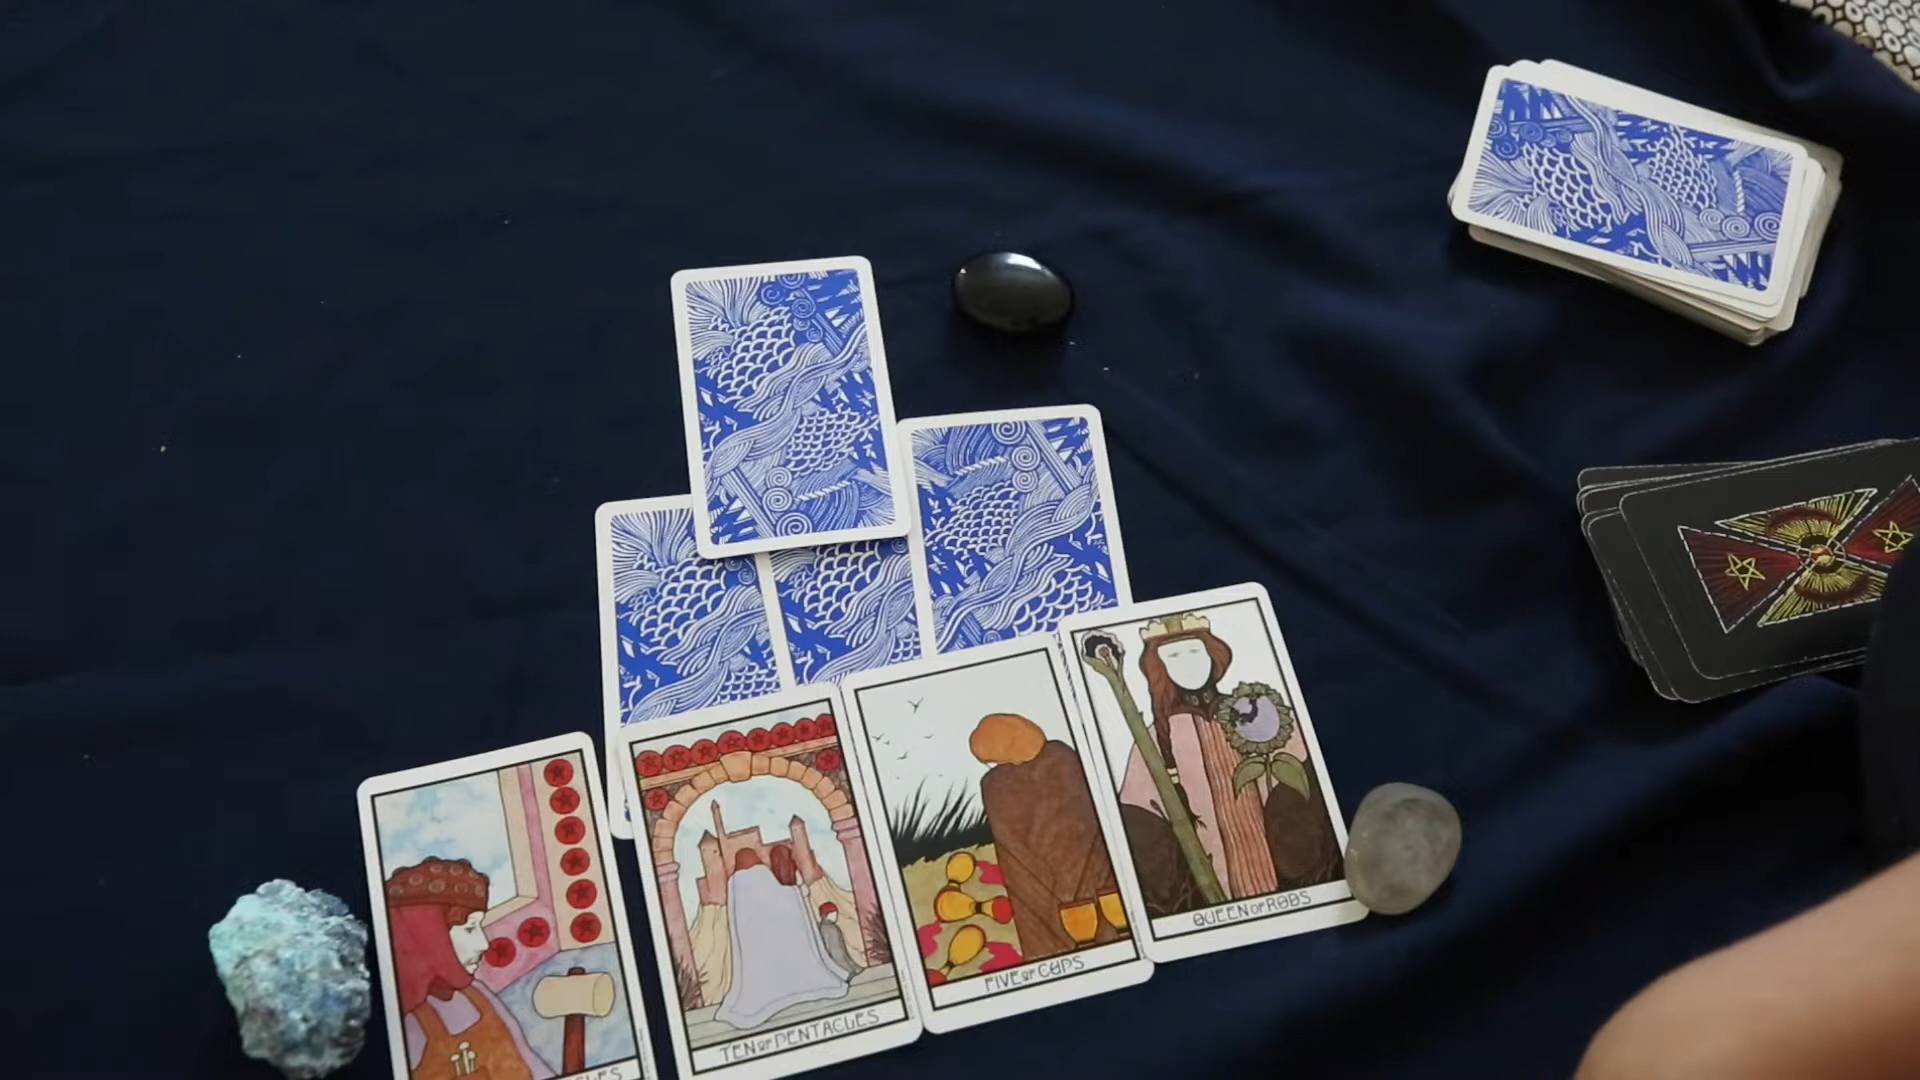 TEN OF PENTACLES
FIVE OF CUPS
QUEEN OF RODS